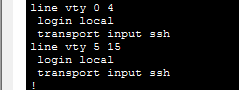 line vty 0 4
 login local
 transport input ssh
line vty 5 15
 login local
 transport input ssh
!